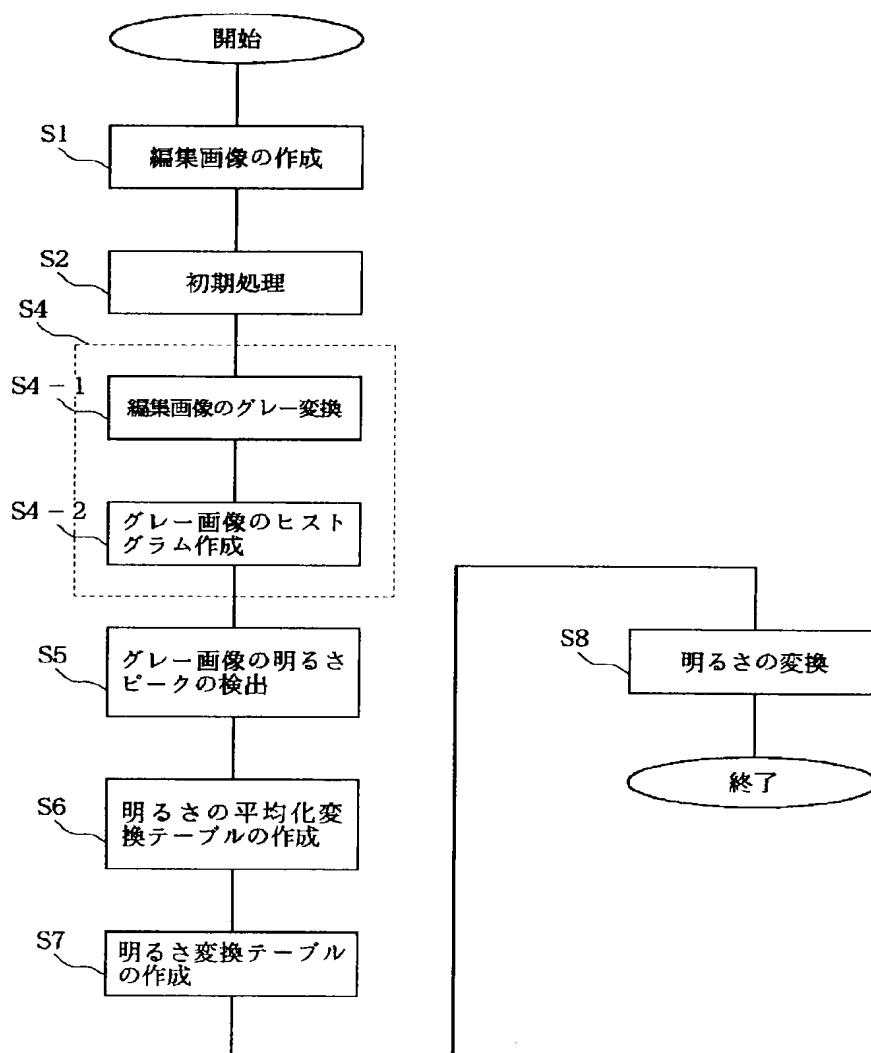 開始
S1
編集画像の作成
S2
初期処理
S4
S4-1
編集画像のグレー変換
S4-2
グレー画像のヒスト
グラム作成
S5
グレー画像の明るさ
ピークの検出
S6
明るさの平均化変
換テーブルの作成
S7
明るさ変換テーブル
の作成
S8
明るさの変換
終了